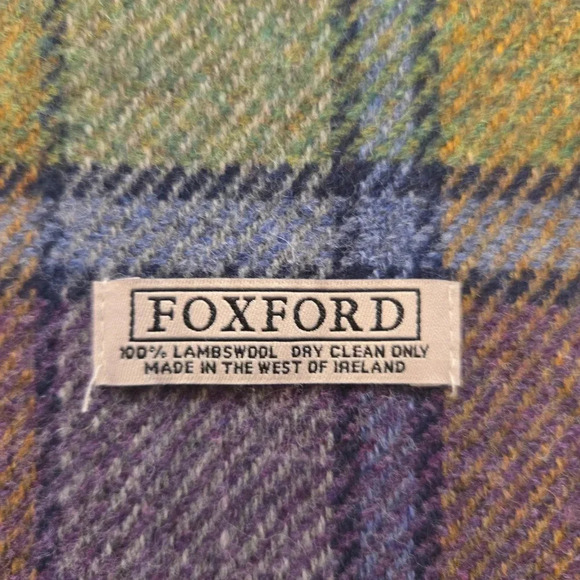 FOXFORD
100% LAMBSWOOL DRY CLEAN ONLY
MADE IN THE WEST OF IRELAND